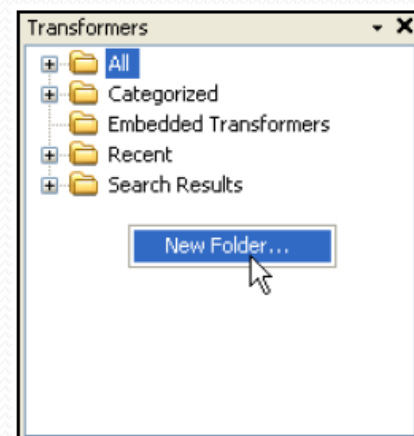 Transformers
All
Categorized
Embedded Transformers
Recent
Search Results
New Folder...